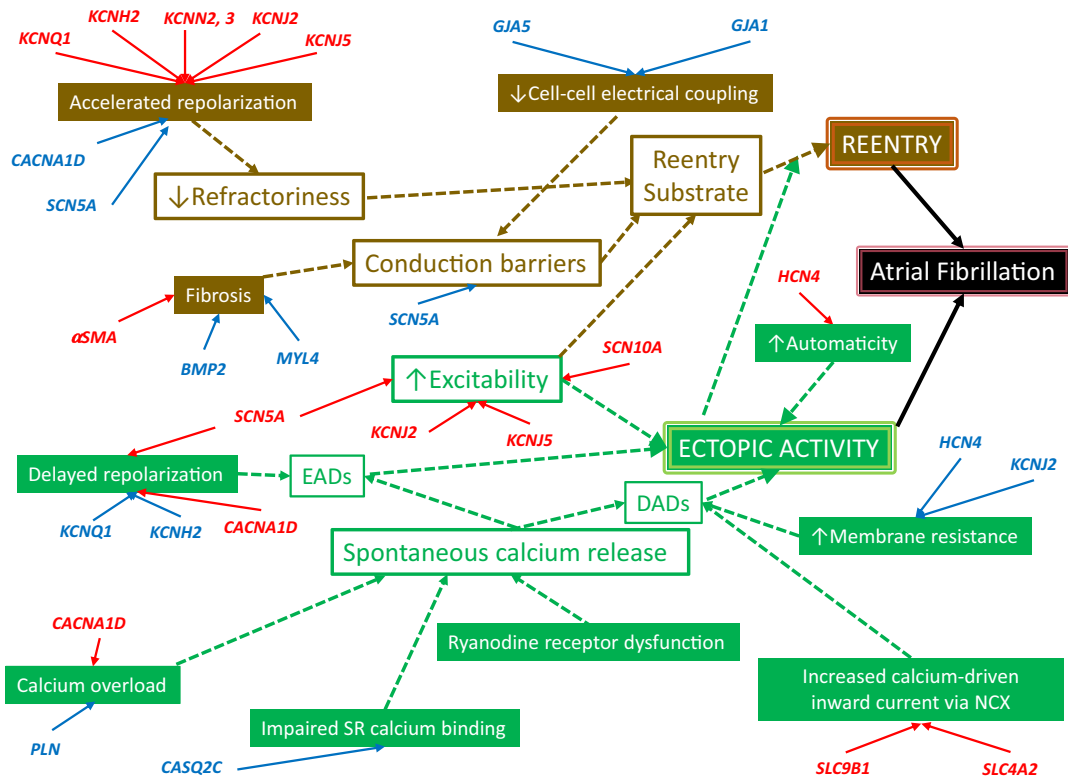 KCNH2
KCNN2, 3
KCNJ2
KCNQ1
KCNJ5
GJA5
GJA1
Accelerated repolarization
↓Cell-cell electrical coupling
CACNA1D
SCN5A
↓Refractoriness
Reentry
Substrate
REENTRY
Conduction barriers
Atrial Fibrillation
Fibrosis
SCN5A
HCN4
αSMA
BMP2
MYL4
↑Automaticity
SCN10A
↑Excitability
SCN5A
KCNJ2
KCNJ5
ECTOPIC ACTIVITY
HCN4
KCNJ2
Delayed repolarization
EADs
DADs
KCNQ1
KCNH2
CACNA1D
↑Membrane resistance
Spontaneous calcium release
CACNA1D
Ryanodine receptor dysfunction
Calcium overload
Increased calcium-driven
inward current via NCX
Impaired SR calcium binding
PLN
CASQ2C
SLC9B1
SLC4A2